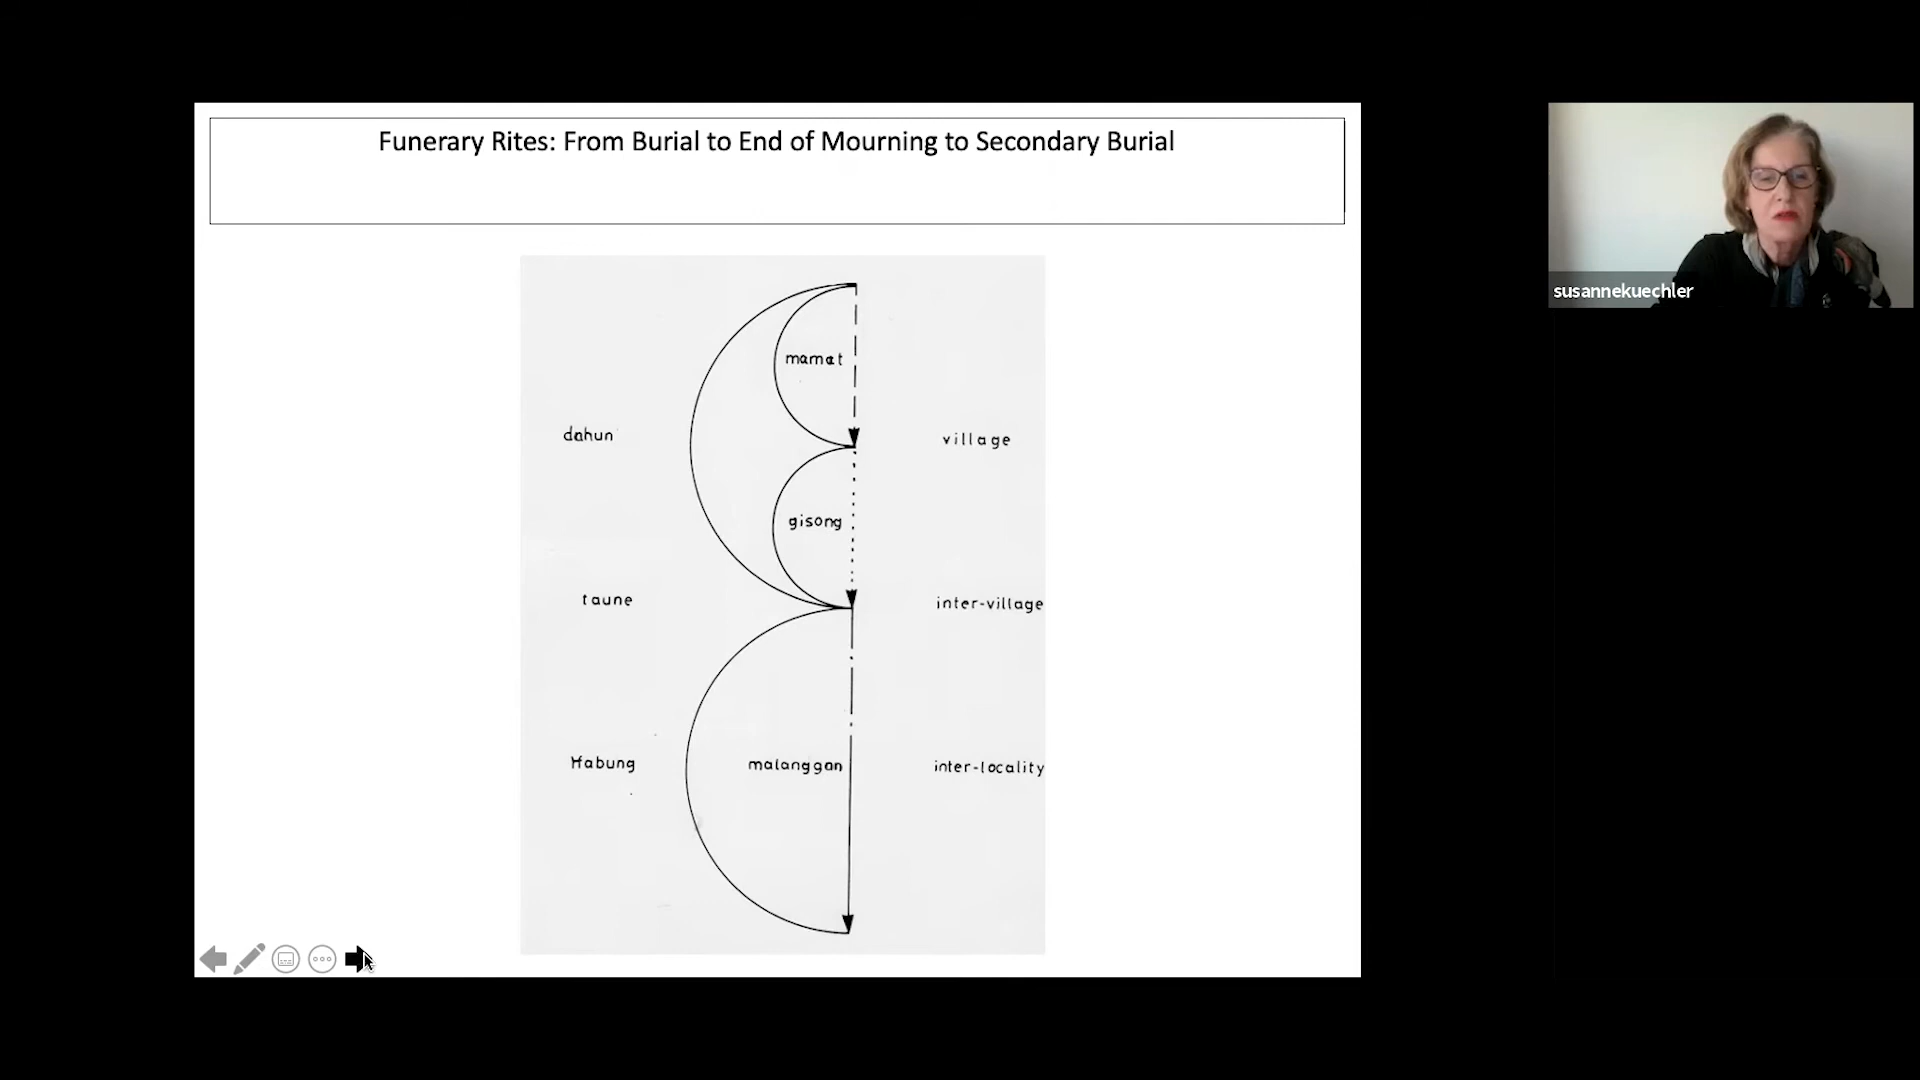 Funerary Rites: From Burial to End of Mourning to Secondary Burial
mamat
dahun
village
gisong
taune
inter-village
Habung
malanggan
inter-locality
susannekuechler